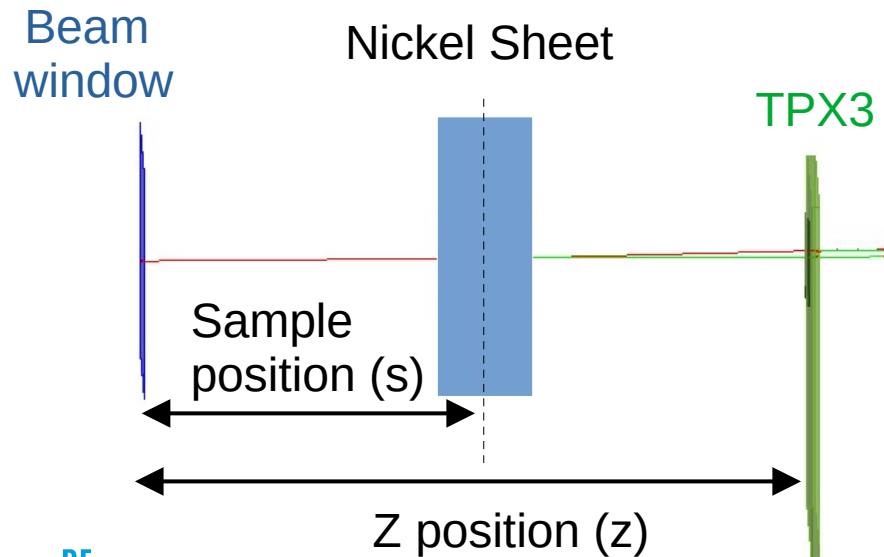 Beam
window
Nickel Sheet
TPX3
Sample
position (s)
Z position (z)